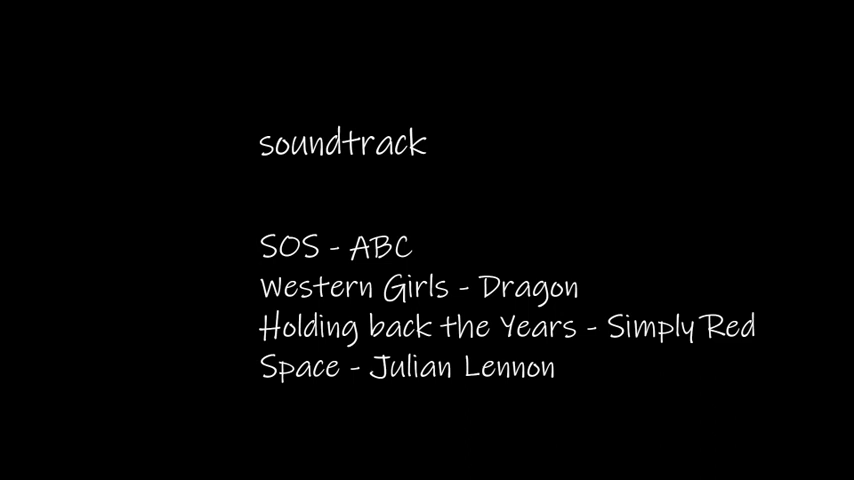 soundtrack
SOS - ABC
Western Girls - Dragon
Holding back the Years - Simply Red
Space - Julian Lennon